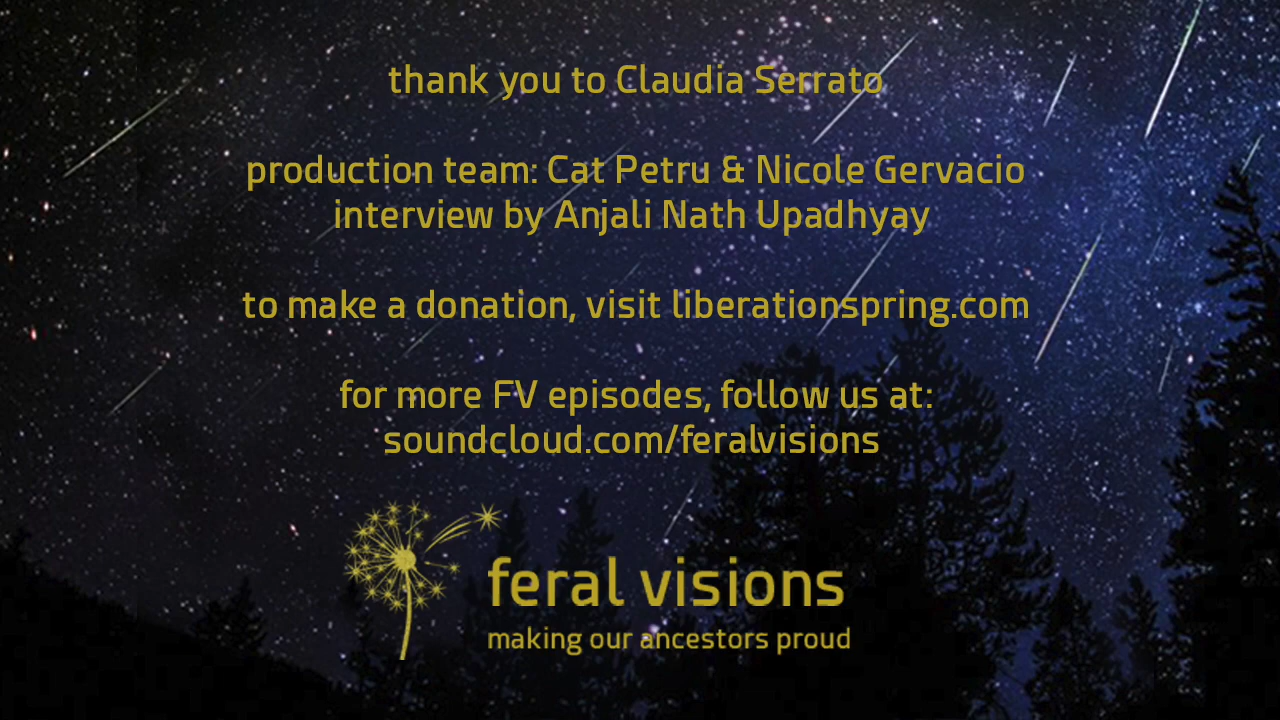 thank you to Claudia Serrato
production team: Cat Petru & Nicole Gervacio
interview by Anjali Nath Upadhyay
to make a donation, visit liberationspring.com
for more FV episodes, follow us at:
soundcloud.com/feralvisions
feral visions
making our ancestors proud